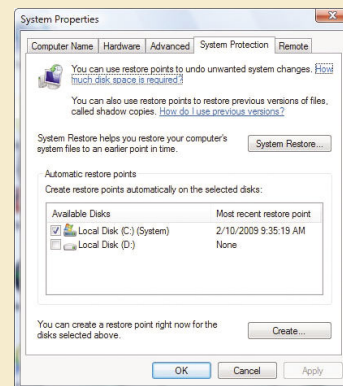 System Properties
Computer Name Hardware Advanced System Protection Remote
You can use restore points to undo unwanted system changes. How
much disk space is required?
You can also use restore points to restore previous versions of files,
called shadow copies. How do I use previous versions?
System Restore helps you restore your computer's
system files to an earlier point in time.
System Restore...
Automatic restore points
Create restore points automatically on the selected disks:
Available Disks Most recent restore point
Local Disk (C:) (System) 2/10/2009 9:35:19 AM
Local Disk (D:) None
You can create a restore point right now for the
disks selected above.
Create...
OK Cancel Apply